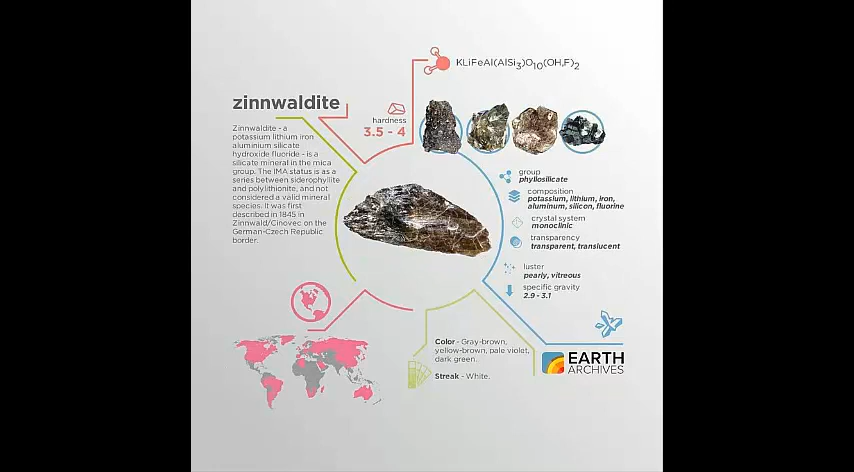 KLiFeAl(AlSi3)O10(OH,F)2
zinnwaldite
hardness
3.5 - 4
Zinnwaldite - a
potassium lithium iron
aluminum silicate
hydroxide fluoride - is a
silicate mineral in the mica
group. The IMA status is as a
series between siderophyllite
and polylithionite, and not
considered a valid mineral
species. It was first
described in 1845 in
Zinnwald/Cínovec on the
German-Czech Republic
border.
group
phyllosilicate
composition
potassium, lithium, iron,
aluminum, silicon, fluorine
crystal system
monoclinic
transparency
transparent, translucent
luster
pearly, vitreous
specific gravity
2.9 - 3.1
Color - Gray-brown,
yellow-brown, pale violet,
dark green.
Streak - White.
EARTH
ARCHIVES